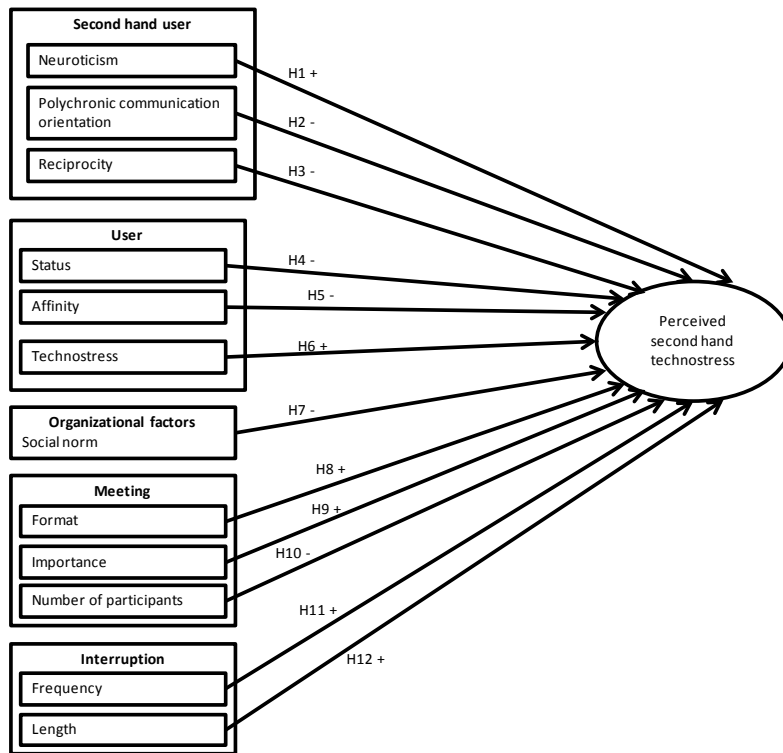 Second hand user
Neuroticism
H1 +
Polychronic communication
orientation
H2 -
Reciprocity
H3 -
User
Status
H4 -
Affinity
H5 -
Technostress
H6 +
Perceived
second hand
technostress
Organizational factors
Social norm
H7 -
Meeting
Format
H8 +
Importance
H9 +
Number of participants
H10 -
Interruption
Frequency
H11 +
Length
H12 +